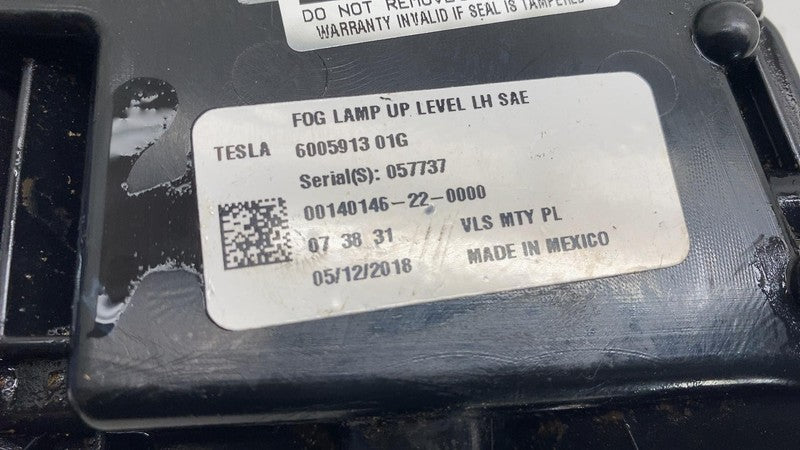 DO NOT REMOVE
WARRANTY INVALID IF SEAL IS TAMPERED
FOG LAMP UP LEVEL LH SAE
TESLA 6005913 01G
Serial(S): 057737
00140146-22-0000
07 38 31 VLS MTY PL
05/12/2018 MADE IN MEXICO